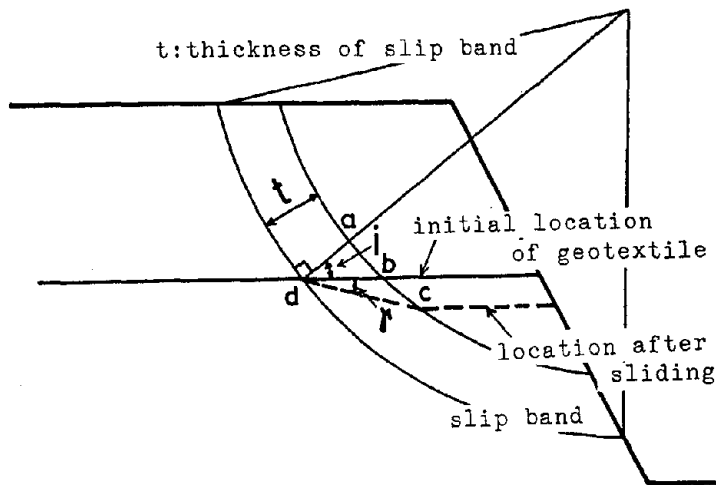 t:thickness of slip band
t
a
initial location
of geotextile
i
b
d
γ
c
location after
sliding
slip band